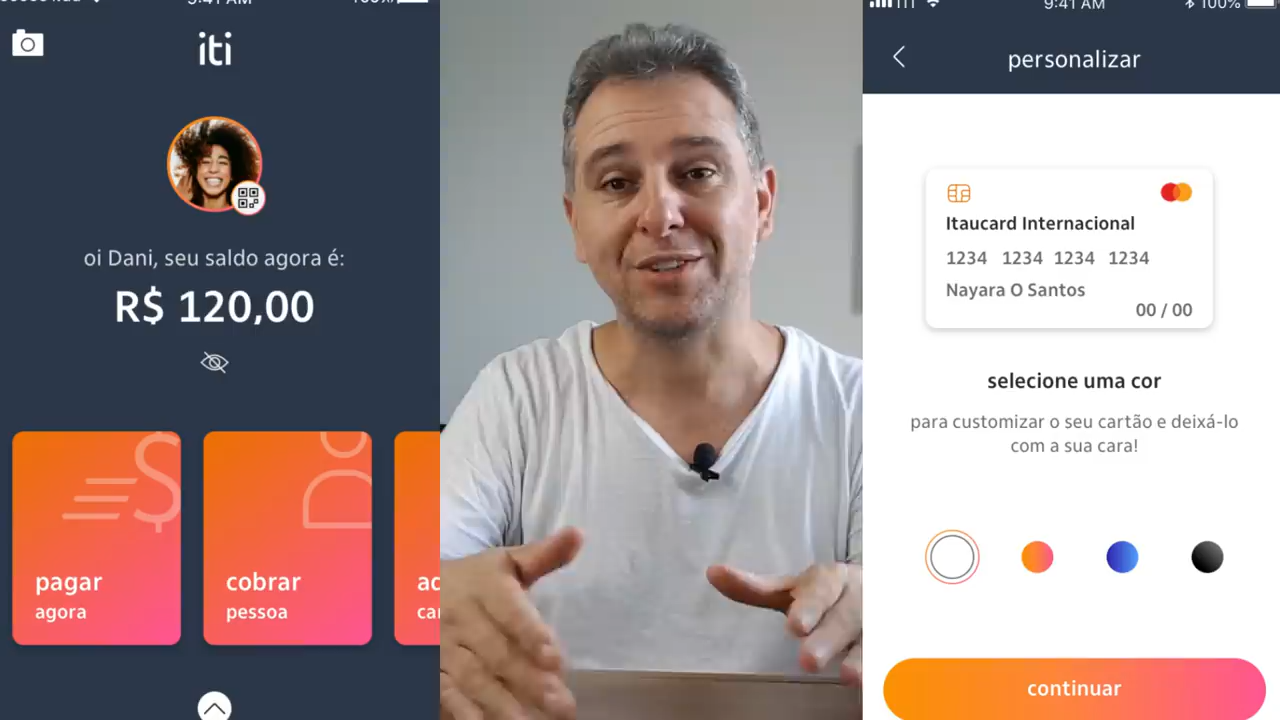 9:41 AM
iti
oi Dani, seu saldo agora é:
R$ 120,00
pagar
agora
cobrar
pessoa
9:41 AM
100%
personalizar
Itaucard Internacional
1234 1234 1234 1234
Nayara O Santos
00 / 00
selecione uma cor
para customizar o seu cartão e deixá-lo
com a sua cara!
continuar